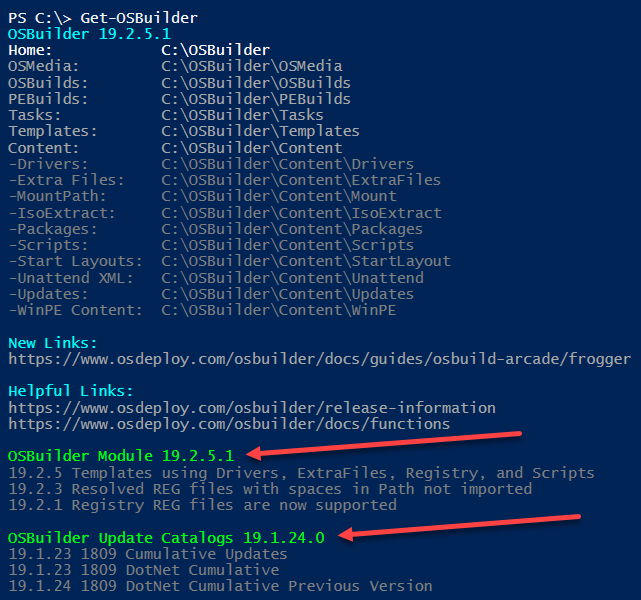 PS C:\> Get-OSBuilder
OSBuilder 19.2.5.1
Home: C:\OSBuilder
OSMedia: C:\OSBuilder\OSMedia
OSBuilds: C:\OSBuilder\OSBuilds
PEBuilds: C:\OSBuilder\PEBuilds
Tasks: C:\OSBuilder\Tasks
Templates: C:\OSBuilder\Templates
Content: C:\OSBuilder\Content
-Drivers: C:\OSBuilder\Content\Drivers
-Extra Files: C:\OSBuilder\Content\ExtraFiles
-MountPath: C:\OSBuilder\Content\Mount
-IsoExtract: C:\OSBuilder\Content\IsoExtract
-Packages: C:\OSBuilder\Content\Packages
-Scripts: C:\OSBuilder\Content\Scripts
-Start Layouts: C:\OSBuilder\Content\StartLayout
-Unattend XML: C:\OSBuilder\Content\Unattend
-Updates: C:\OSBuilder\Content\Updates
-WinPE Content: C:\OSBuilder\Content\WinPE
New Links:
https://www.osdeploy.com/osbuilder/docs/guides/osbuild-arcade/frogger
Helpful Links:
https://www.osdeploy.com/osbuilder/release-information
https://www.osdeploy.com/osbuilder/docs/functions
OSBuilder Module 19.2.5.1
19.2.5 Templates using Drivers, ExtraFiles, Registry, and Scripts
19.2.3 Resolved REG files with spaces in Path not imported
19.2.1 Registry REG files are now supported
OSBuilder Update Catalogs 19.1.24.0
19.1.23 1809 Cumulative Updates
19.1.23 1809 DotNet Cumulative
19.1.24 1809 DotNet Cumulative Previous Version